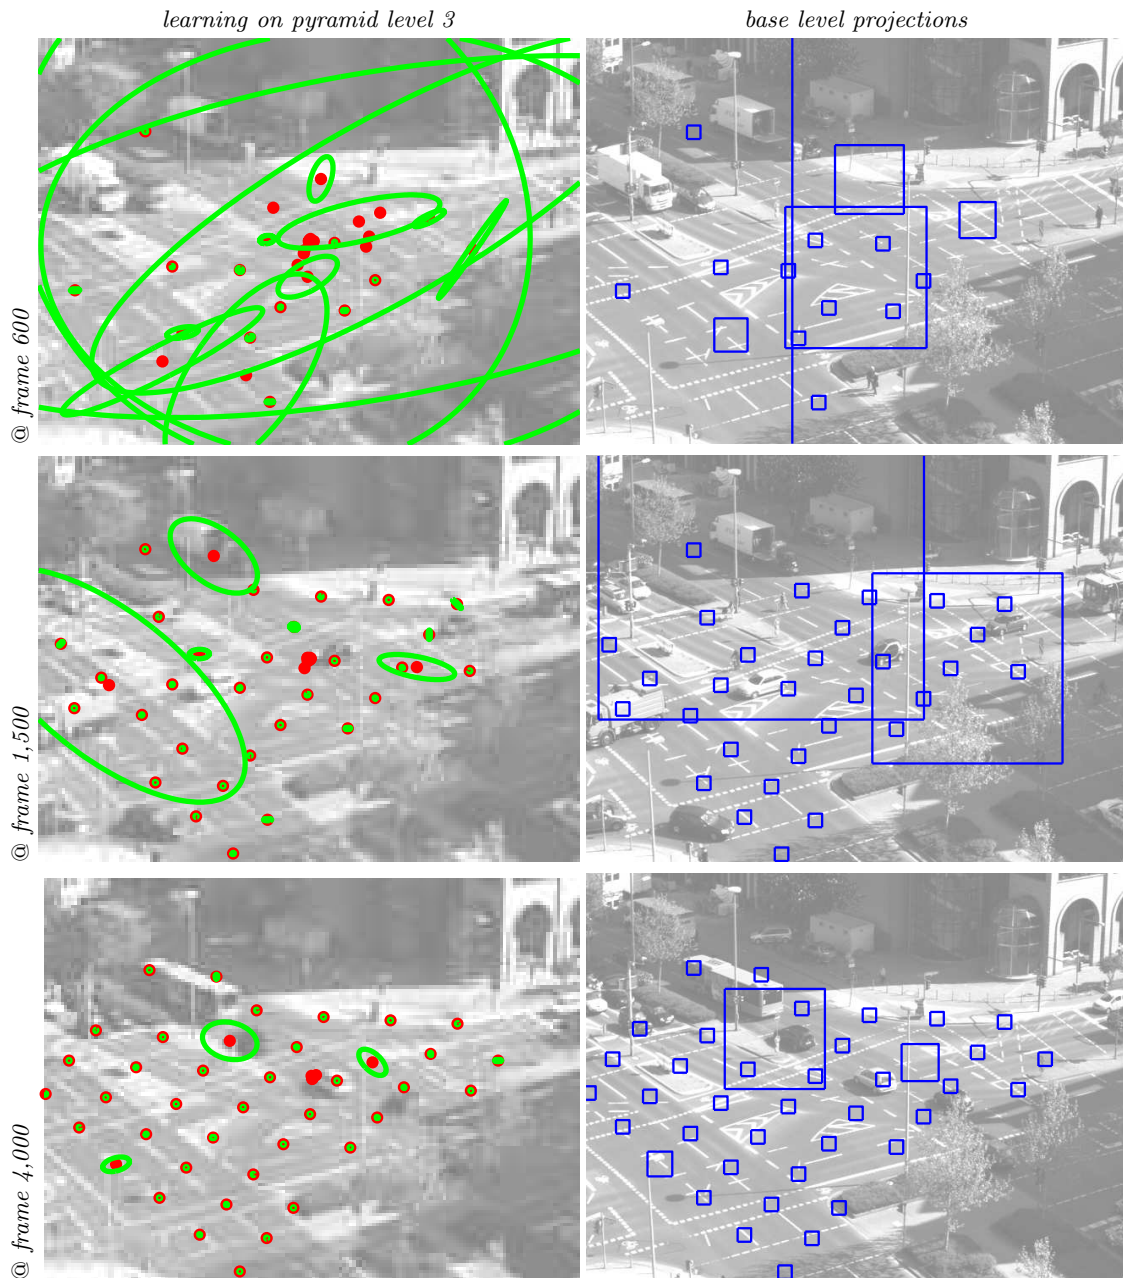 learning on pyramid level 3
base level projections
@ frame 600
@ frame 1,500
@ frame 4,000